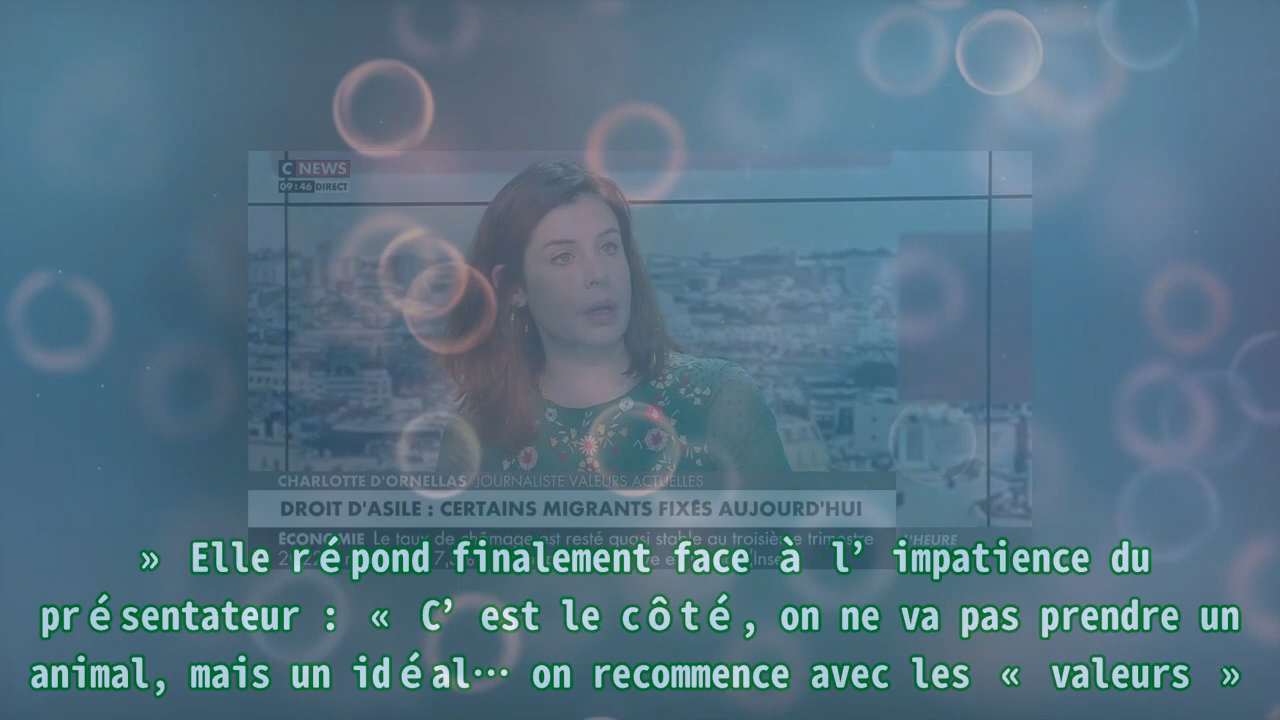 CNEWS
09:46 DIRECT
CHARLOTTE D'ORNELLAS JOURNALISTE VALEURS ACTUELLES
DROIT D'ASILE : CERTAINS MIGRANTS FIXÉS AUJOURD'HUI
ÉCONOMIE Le taux de chômage est resté quasi stable au troisième trimestre
» Elle répond finalement face à l’ impatience du
présentateur : « C’ est le côté, on ne va pas prendre un
animal, mais un idéal… on recommence avec les « valeurs »